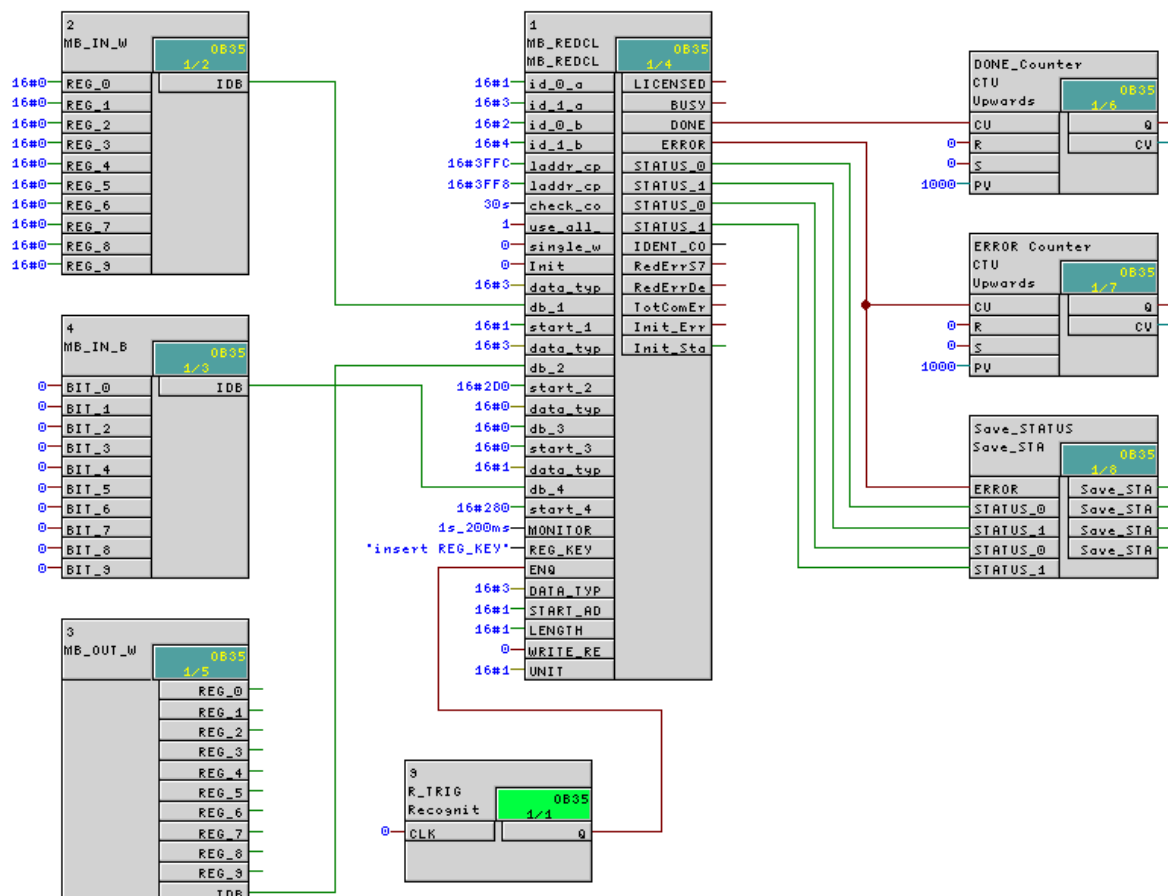 2
MB_IN_W
OB35
1/2
16#0 REG_0 IDB
16#0 REG_1
16#0 REG_2
16#0 REG_3
16#0 REG_4
16#0 REG_5
16#0 REG_6
16#0 REG_7
16#0 REG_8
16#0 REG_9
4
MB_IN_B
OB35
1/3
0 BIT_0 IDB
0 BIT_1
0 BIT_2
0 BIT_3
0 BIT_4
0 BIT_5
0 BIT_6
0 BIT_7
0 BIT_8
0 BIT_9
3
MB_OUT_W
OB35
1/5
REG_0
REG_1
REG_2
REG_3
REG_4
REG_5
REG_6
REG_7
REG_8
REG_9
IDB
1
MB_REDCL
MB_REDCL
OB35
1/4
16#1 id_0_a LICENSED
16#3 id_1_a BUSY
16#2 id_0_b DONE
16#4 id_1_b ERROR
16#3FFC laddr_cp STATUS_0
16#3FF8 laddr_cp STATUS_1
30s check_co STATUS_0
1 use_all_ STATUS_1
0 single_w IDENT_CO
0 Init RedErrS7
16#3 data_typ RedErrDe
db_1 TotComEr
16#1 start_1 Init_Err
16#3 data_typ Init_Sta
db_2
16#2D0 start_2
16#0 data_typ
16#0 db_3
16#0 start_3
16#1 data_typ
db_4
16#280 start_4
1s_200ms MONITOR
"insert REG_KEY" REG_KEY
ENQ
16#3 DATA_TYP
16#1 START_AD
16#1 LENGTH
0 WRITE_RE
16#1 UNIT
9
R_TRIG
Recognit
OB35
1/1
0 CLK Q
DONE_Counter
CTU
Upwards
OB35
1/6
CU Q
0 R CV
0 S
1000 PV
ERROR Counter
CTU
Upwards
OB35
1/7
CU Q
0 R CV
0 S
1000 PV
Save_STATUS
Save_STA
OB35
1/8
ERROR Save_STA
STATUS_0 Save_STA
STATUS_1 Save_STA
STATUS_0 Save_STA
STATUS_1